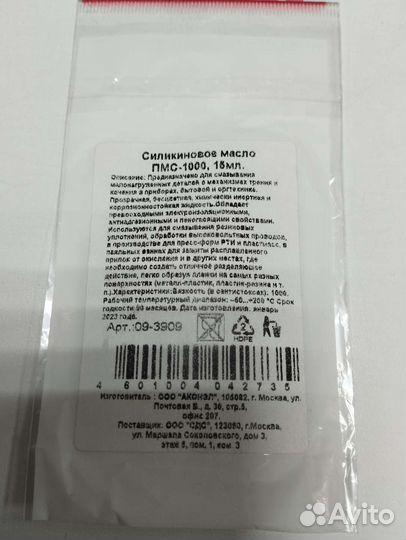 Силикиновое масло
ПМС-1000, 15мл.
Описание: Предназначено для смазывания
малонагруженных деталей о механизмах трения и
качения в приборах, бытовой и оргтехнике.
Прозрачная, бесцветная, химически инертная и
коррозионностойкая жидкость. Обладает
превосходными электроизоляционными,
антиадгезионными и пеногасящими свойствами.
Используется для смазывания резиновых
уплотнений, обработки высоковольтных проводов,
в производстве для пресс-форм РТИ и пластмасс, в
паяльных ваннах для защиты расплавленного
припоя от окисления и в других местах, где
необходимо создать отличное разделяющее
действие, легко образуя пленки на самых разных
поверхностях (металл-пластик, пластик-резина и т.
п.).Характеристики:Вязкость (в сантистоксах): 1000.
Рабочий температурный диапазон: -60...+200 °С Срок
годности 99 месяцев. Дата изготовления: январь
2023 года.
Арт.:09-3909
2
HDPE
4 601004 042735
Изготовитель : ООО "АКОНЭЛ", 105082, г. Москва, ул.
Почтовая Б., д. 36, стр.5,
офис 207.
Поставщик: ООО "СДС", 123060, г.Москва,
ул. Маршала Соколовского, дом 3,
этаж 5, пом. 1, ком. 3
Avito